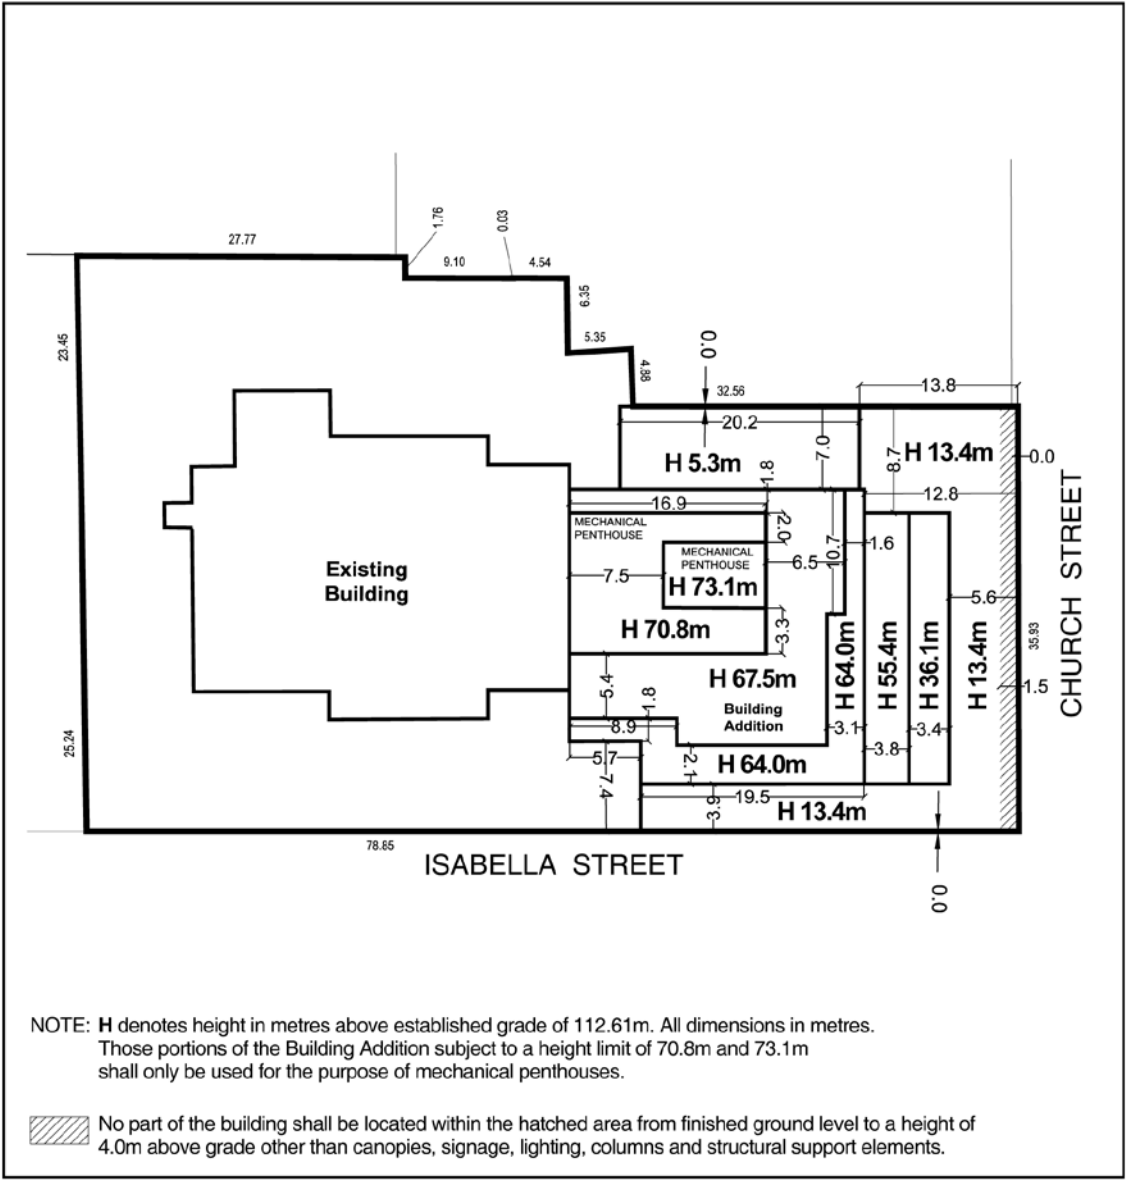 1.76
0.03
27.77
9.10
4.54
6.35
5.35
4.88
23.45
0.0
32.56
13.8
20.2
7.0
8.7
H 5.3m
H 13.4m
0.0
1.8
12.8
16.9
MECHANICAL
PENTHOUSE
2.0
10.7
1.6
MECHANICAL
PENTHOUSE
6.5
7.5
H 73.1m
5.6
Existing
Building
H 70.8m
3.3
H 64.0m
H 55.4m
H 36.1m
H 13.4m
35.93
CHURCH STREET
5.4
H 67.5m
1.5
1.8
Building
Addition
8.9
3.1
3.4
3.8
25.24
5.7
2.1
H 64.0m
7.4
19.5
3.9
H 13.4m
78.85
ISABELLA STREET
0.0
NOTE: H denotes height in metres above established grade of 112.61m. All dimensions in metres.
Those portions of the Building Addition subject to a height limit of 70.8m and 73.1m
shall only be used for the purpose of mechanical penthouses.
No part of the building shall be located within the hatched area from finished ground level to a height of
4.0m above grade other than canopies, signage, lighting, columns and structural support elements.